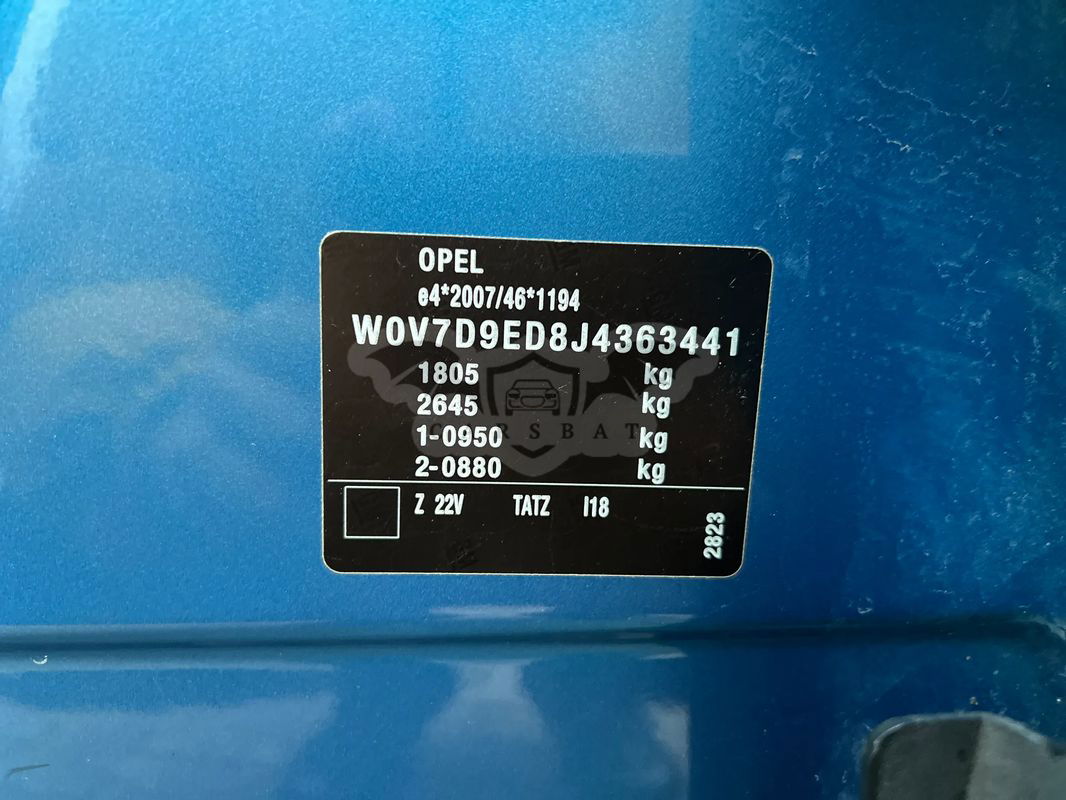 OPEL
e4*2007/46*1194
W0V7D9ED8J4363441
1805 kg
2645 kg
CARSBAT
1-0950 kg
2-0880 kg
Z 22V TATZ I18
2823